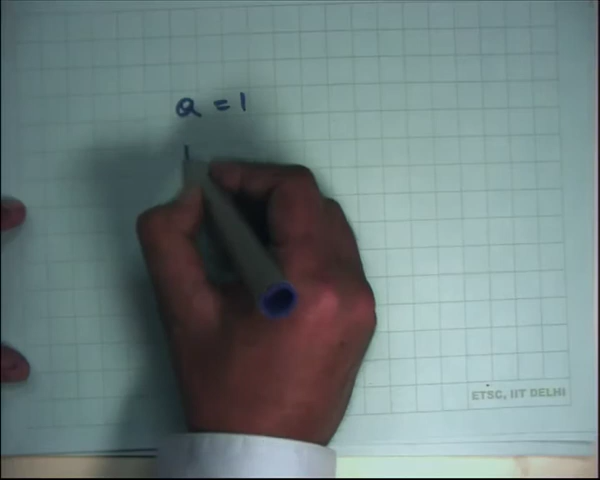 Q = 1
ETSC, IIT DELHI